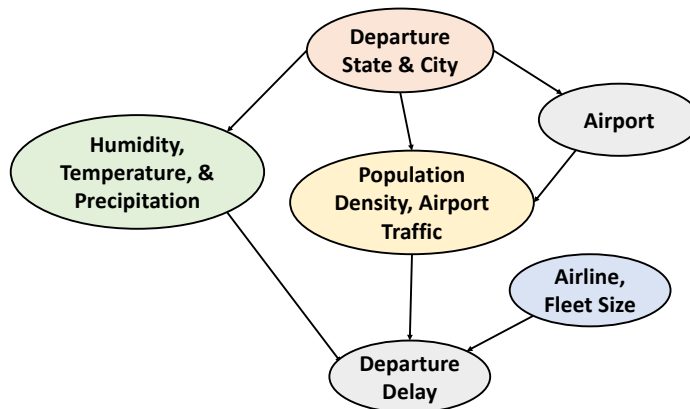 Departure
State & City
Airport
Humidity,
Temperature, &
Precipitation
Population
Density, Airport
Traffic
Airline,
Fleet Size
Departure
Delay